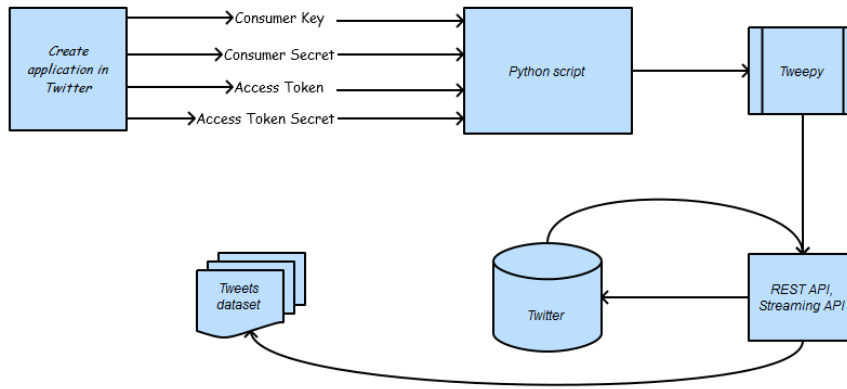 Create
application in
Twitter
Consumer Key
Consumer Secret
Access Token
Access Token Secret
Python script
Tweepy
Tweets
dataset
Twitter
REST API,
Streaming API